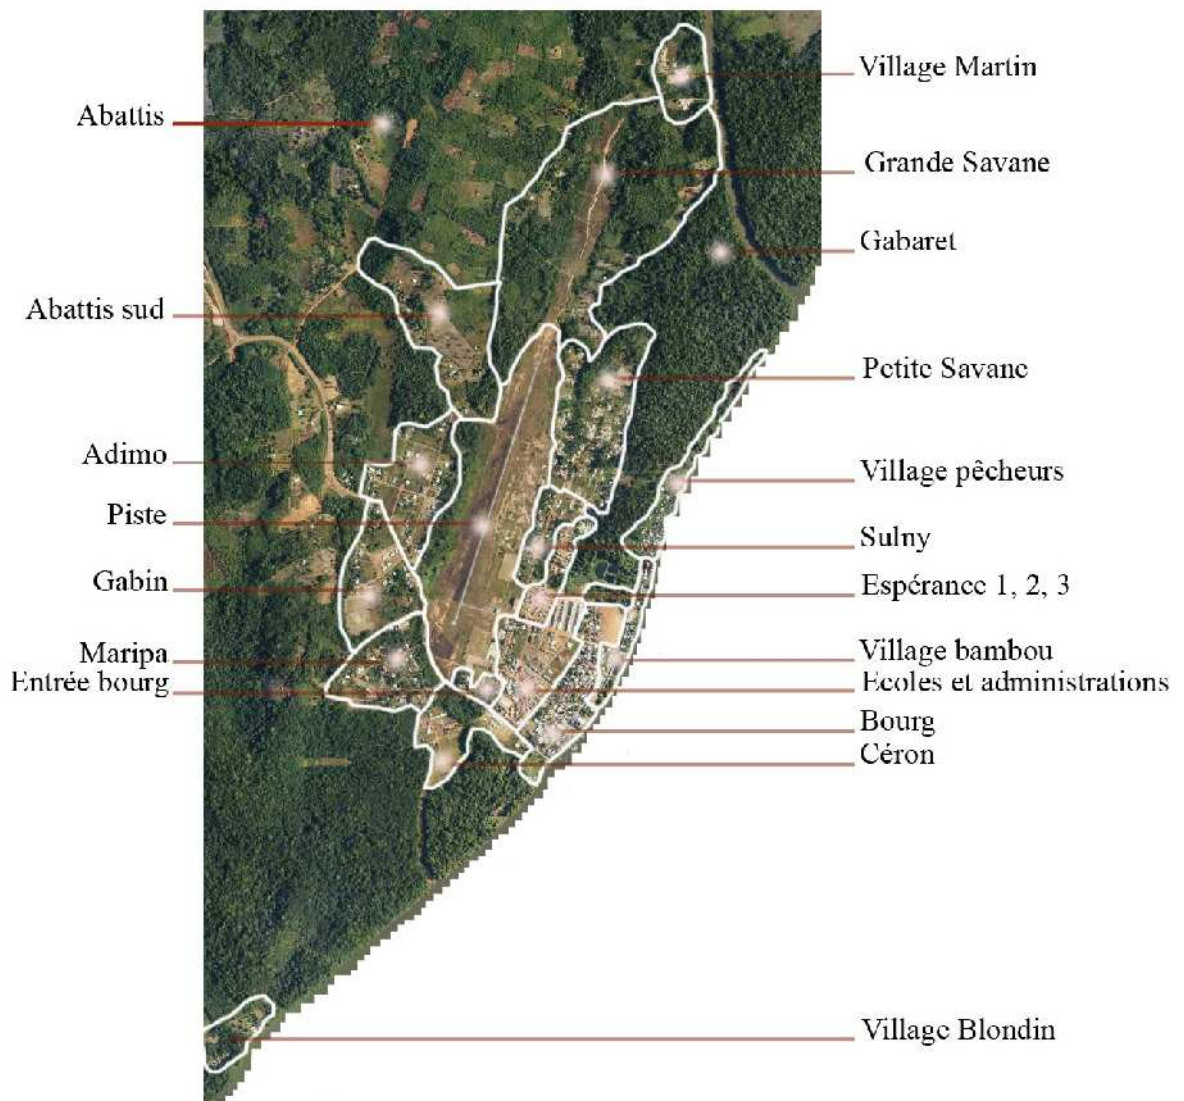 Village Martin
Abattis
Grande Savane
Gabaret
Abattis sud
Petite Savane
Adimo
Village pêcheurs
Piste
Sulny
Gabin
Espérance 1, 2, 3
Maripa
Village bambou
Entrée bourg
Ecoles et administrations
Bourg
Céron
Village Blondin